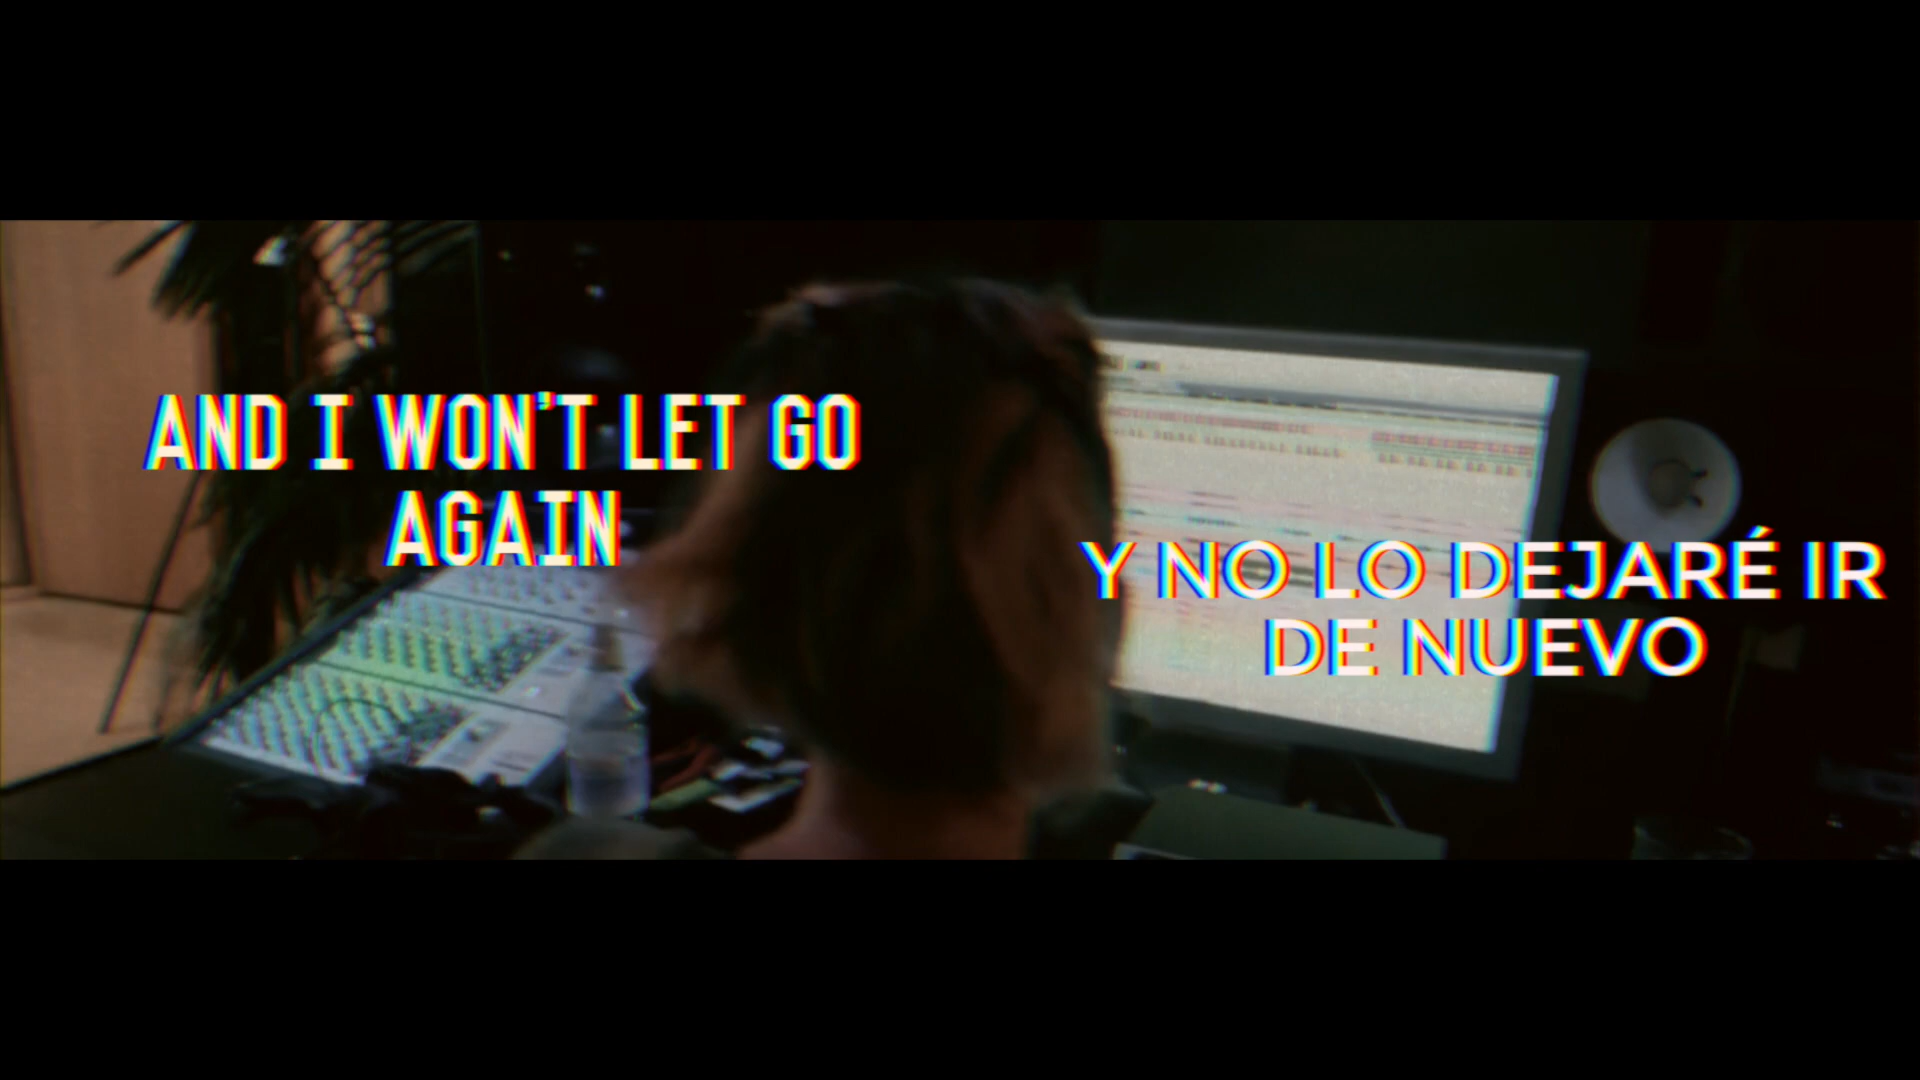 AND I WON'T LET GO
AGAIN
Y NO LO DEJARÉ IR
DE NUEVO